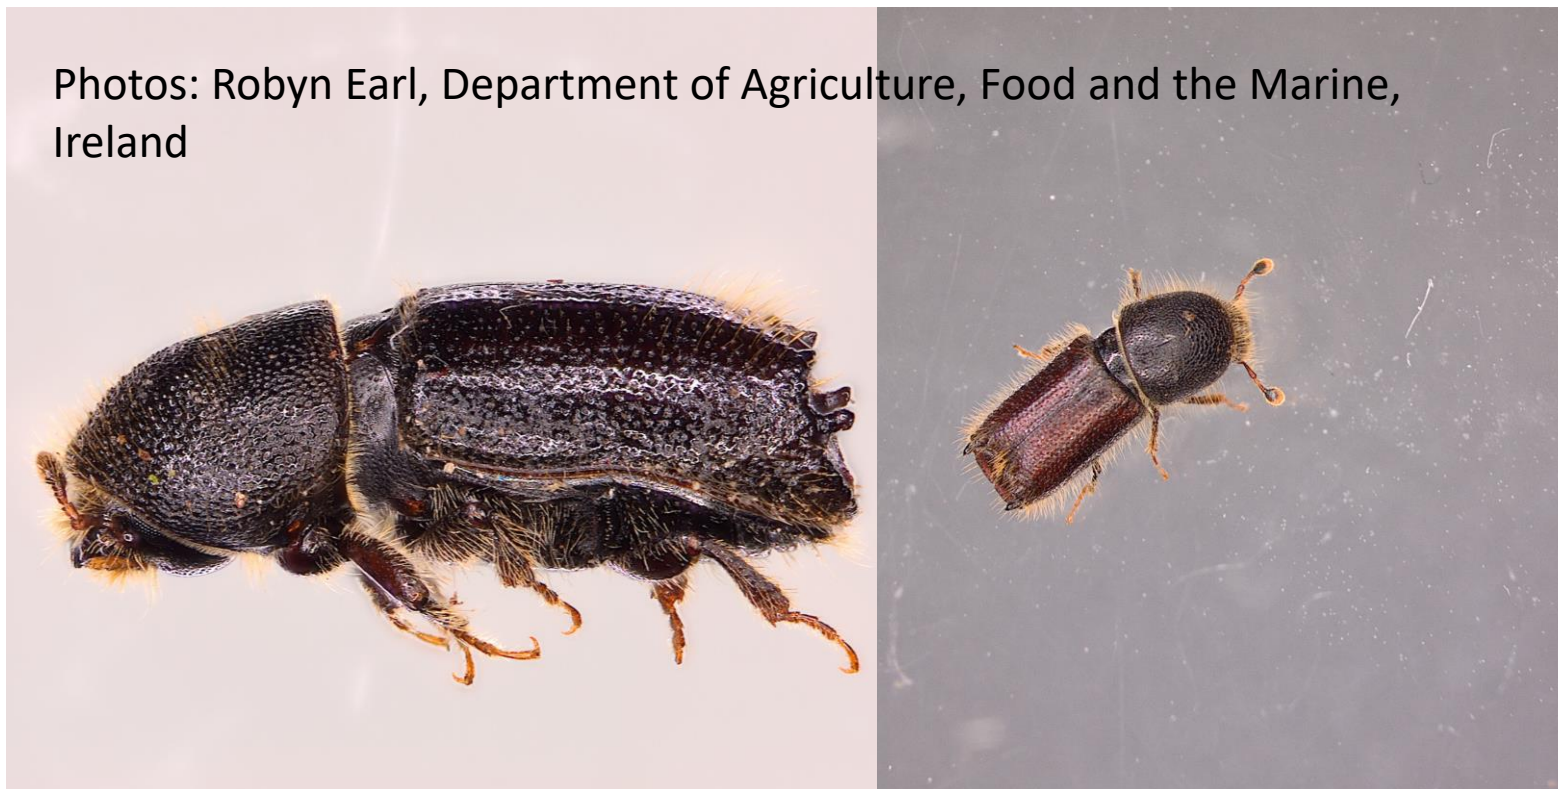 Photos: Robyn Earl, Department of Agriculture, Food and the Marine,
Ireland